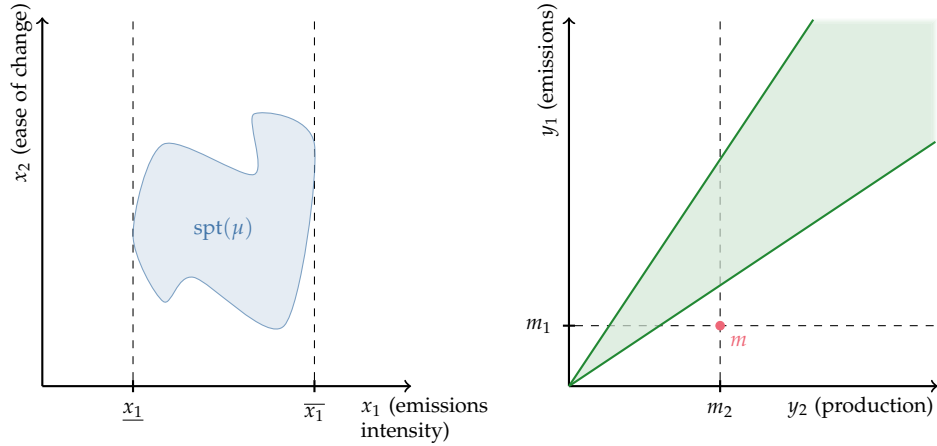 x₂ (ease of change)
spt(μ)
x₁
x₁
x₁ (emissions
intensity)
y₁ (emissions)
m₁
m
m₂
y₂ (production)